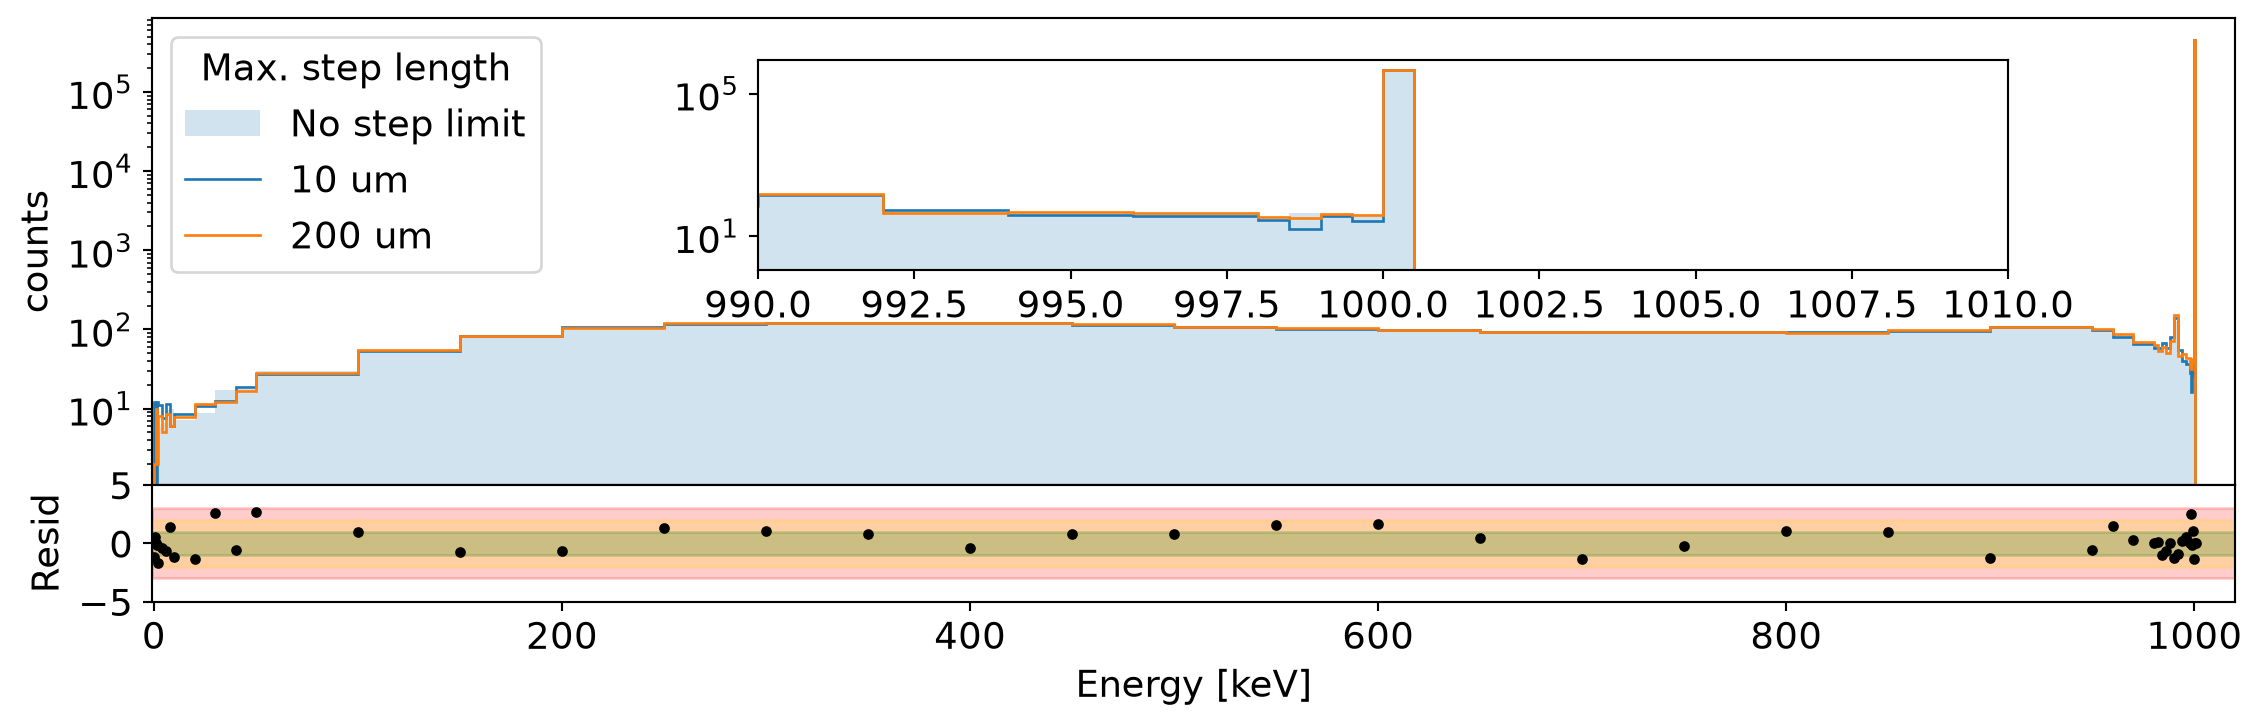 Max. step length
No step limit
10 um
200 um
counts
10^5
10^4
10^3
10^2
10^1
10^5
10^1
990.0 992.5 995.0 997.5 1000.0 1002.5 1005.0 1007.5 1010.0
Resid
5
0
−5
0 200 400 600 800 1000
Energy [keV]